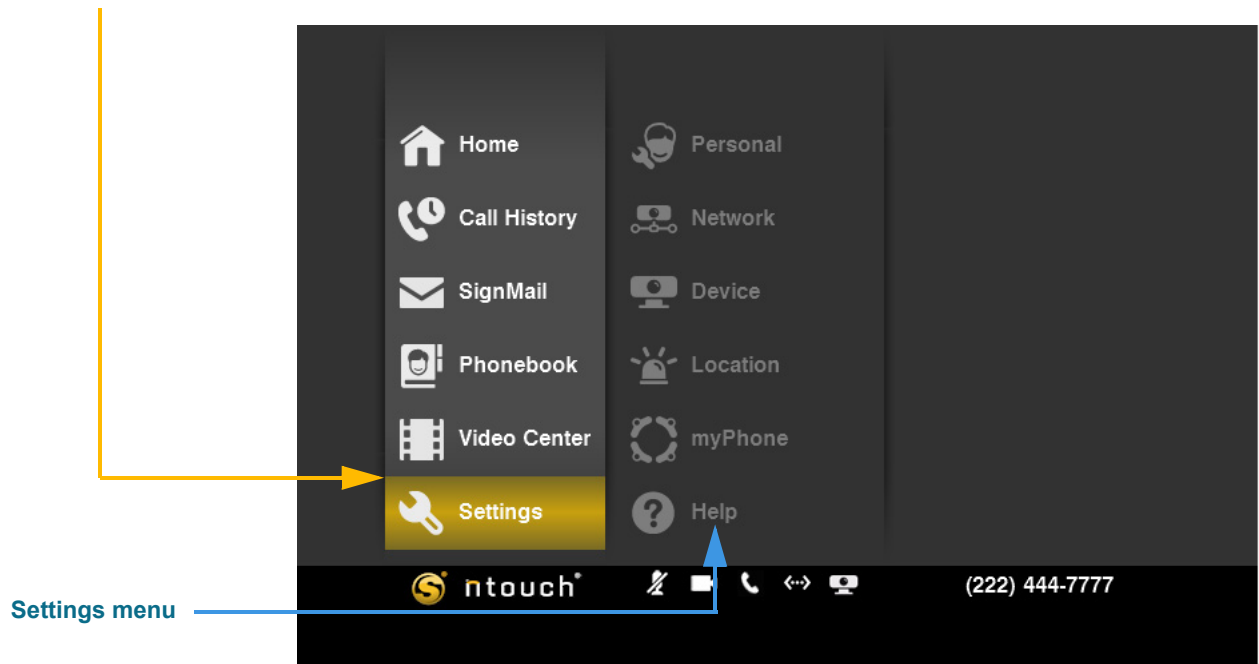 Home
Personal
Call History
Network
SignMail
Device
Phonebook
Location
Video Center
myPhone
Settings
Help
ntouch®
(222) 444-7777
Settings menu